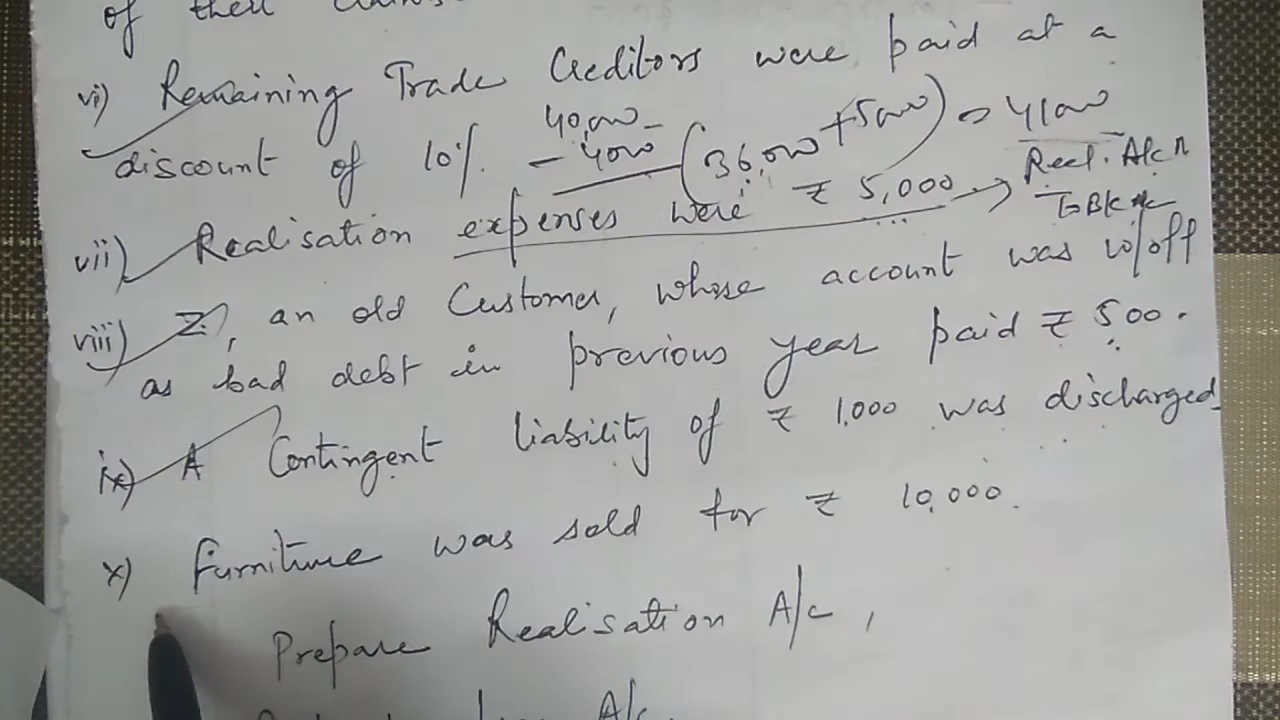 of their
vi) Remaining Trade Creditors were paid at a
discount of 10%. 40,000 - 4000 (36,000 + 5000) = 41000
Real. A/c
To Bk A/c
vii) Realisation expenses were ₹ 5,000
viii) Z, an old Customer, whose account was w/off
as bad debt in previous year paid ₹ 500.
ix) A Contingent liability of ₹ 1,000 was discharged
x) Furniture was sold for ₹ 10,000.
Prepare Realisation A/c,
A/c